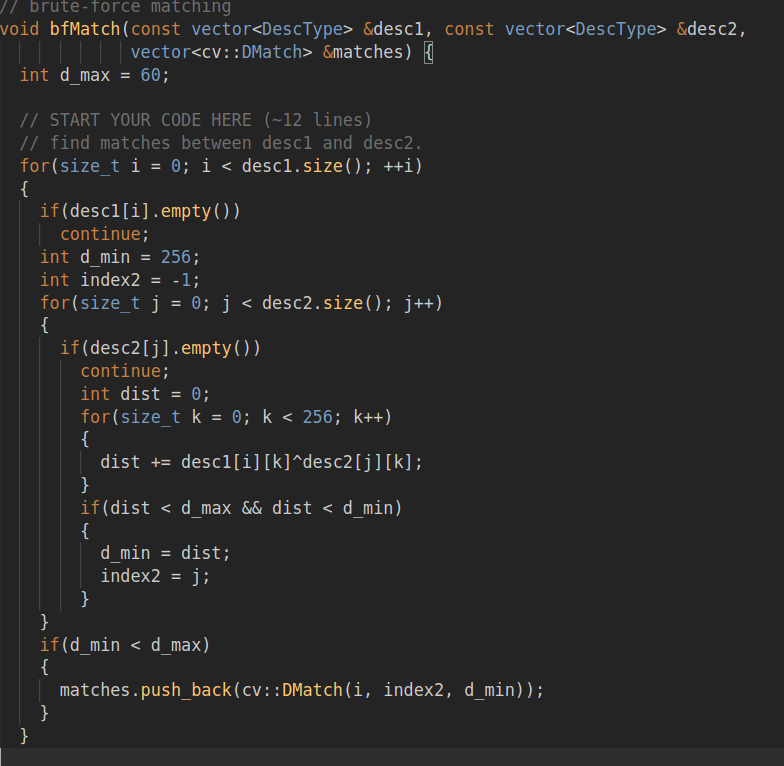 // brute-force matching
void bfMatch(const vector<DescType> &desc1, const vector<DescType> &desc2,
vector<cv::DMatch> &matches) {
int d_max = 60;
// START YOUR CODE HERE (~12 lines)
// find matches between desc1 and desc2.
for(size_t i = 0; i < desc1.size(); ++i)
{
if(desc1[i].empty())
continue;
int d_min = 256;
int index2 = -1;
for(size_t j = 0; j < desc2.size(); j++)
{
if(desc2[j].empty())
continue;
int dist = 0;
for(size_t k = 0; k < 256; k++)
{
dist += desc1[i][k]^desc2[j][k];
}
if(dist < d_max && dist < d_min)
{
d_min = dist;
index2 = j;
}
}
if(d_min < d_max)
{
matches.push_back(cv::DMatch(i, index2, d_min));
}
}